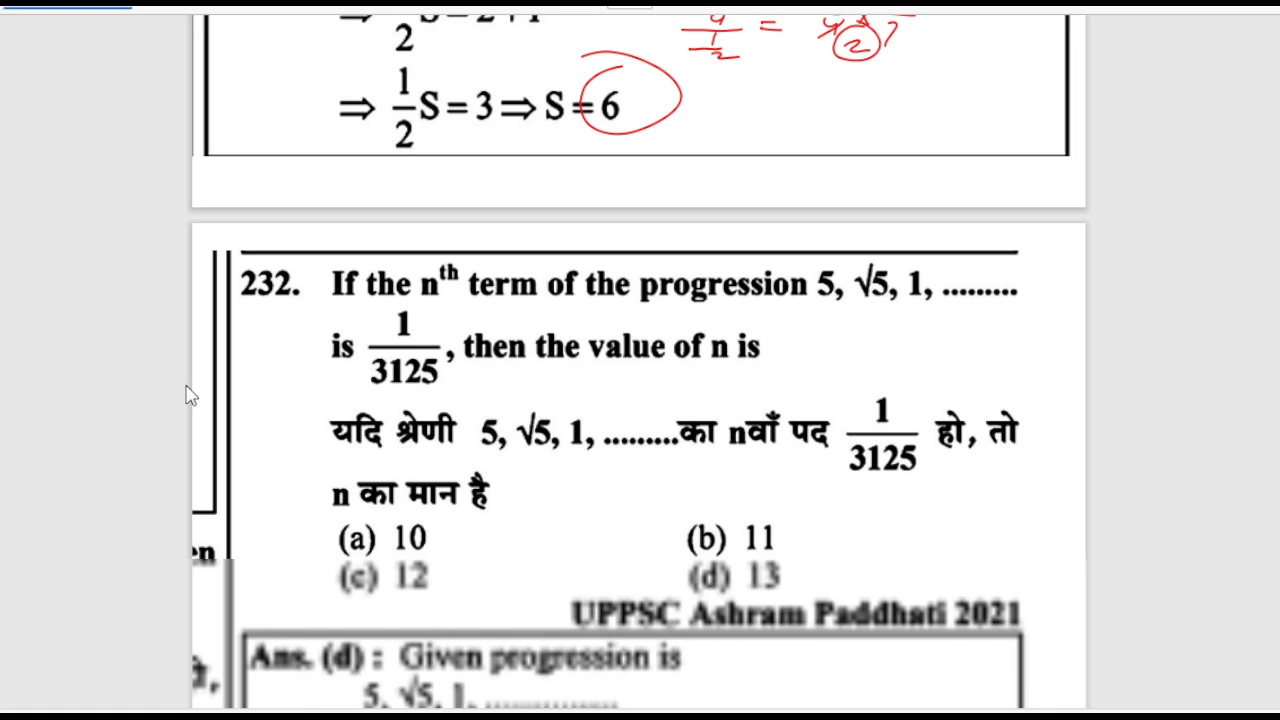 2
⇒ 1/2 S = 3 ⇒ S = 6
232. If the nth term of the progression 5, √5, 1, .........
is 1/3125, then the value of n is
यदि श्रेणी 5, √5, 1, .........का nवाँ पद 1/3125 हो, तो
n का मान है
(a) 10 (b) 11
(c) 12 (d) 13
UPPSC Ashram Paddhati 2021
Ans. (d) : Given progression is
5, √5, 1, ...............